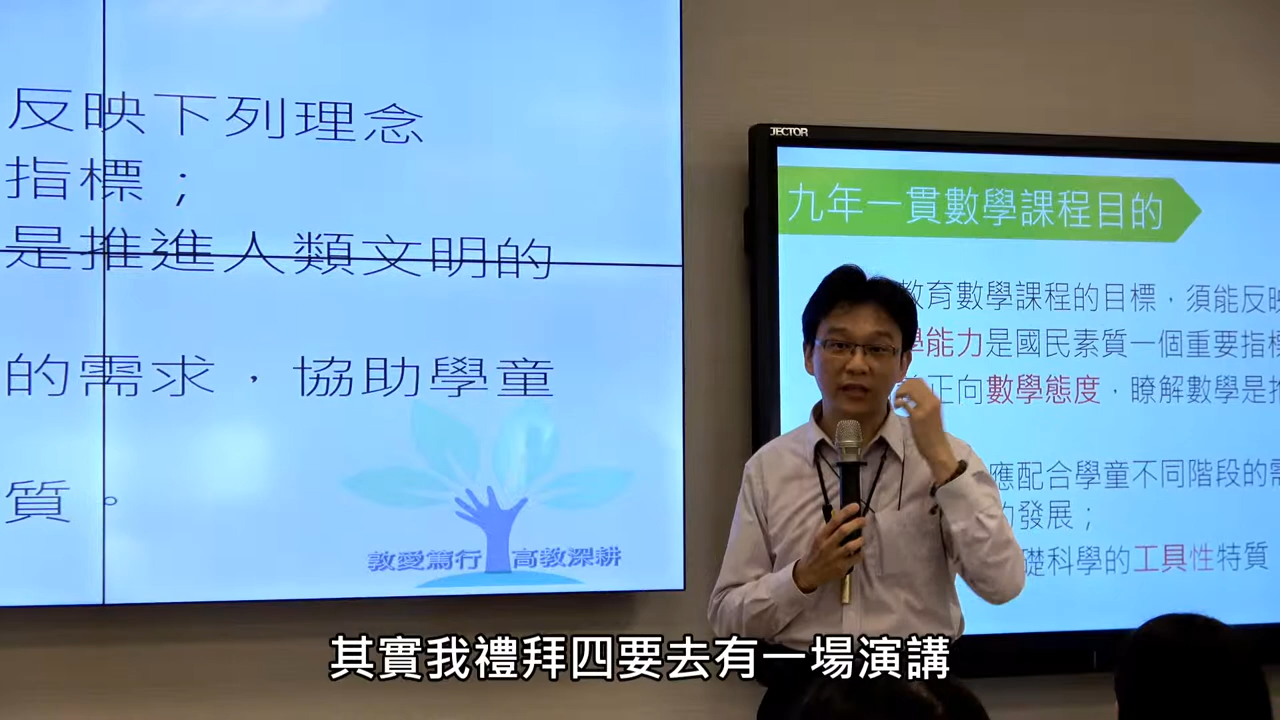 反映下列理念
指標；
是推進人類文明的
的需求，協助學童
質。
敦愛篤行 高教深耕
JECTOR
九年一貫數學課程目的
教育數學課程的目標，須能反映
學能力是國民素質一個重要指標
正向數學態度，瞭解數學是推
應配合學童不同階段的需
的發展；
礎科學的工具性特質
其實我禮拜四要去有一場演講